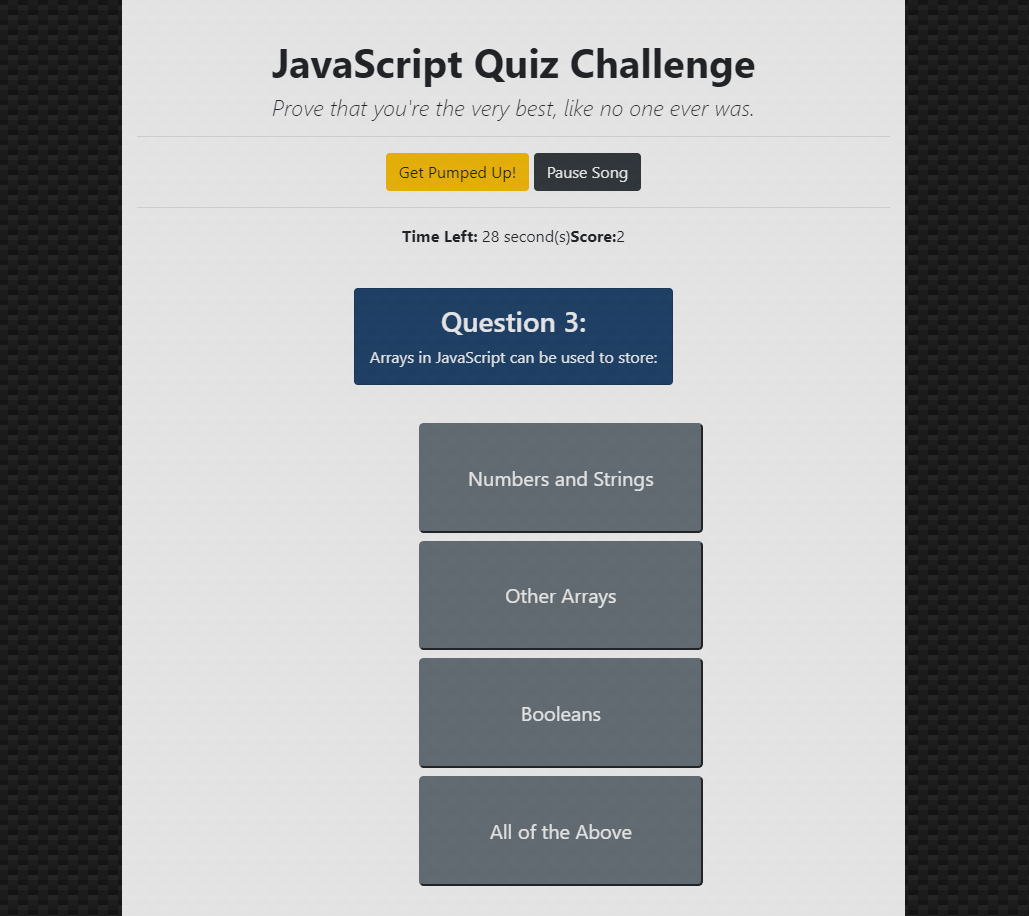 JavaScript Quiz Challenge
Prove that you're the very best, like no one ever was.
Get Pumped Up! Pause Song
Time Left: 28 second(s)Score:2
Question 3:
Arrays in JavaScript can be used to store:
Numbers and Strings
Other Arrays
Booleans
All of the Above